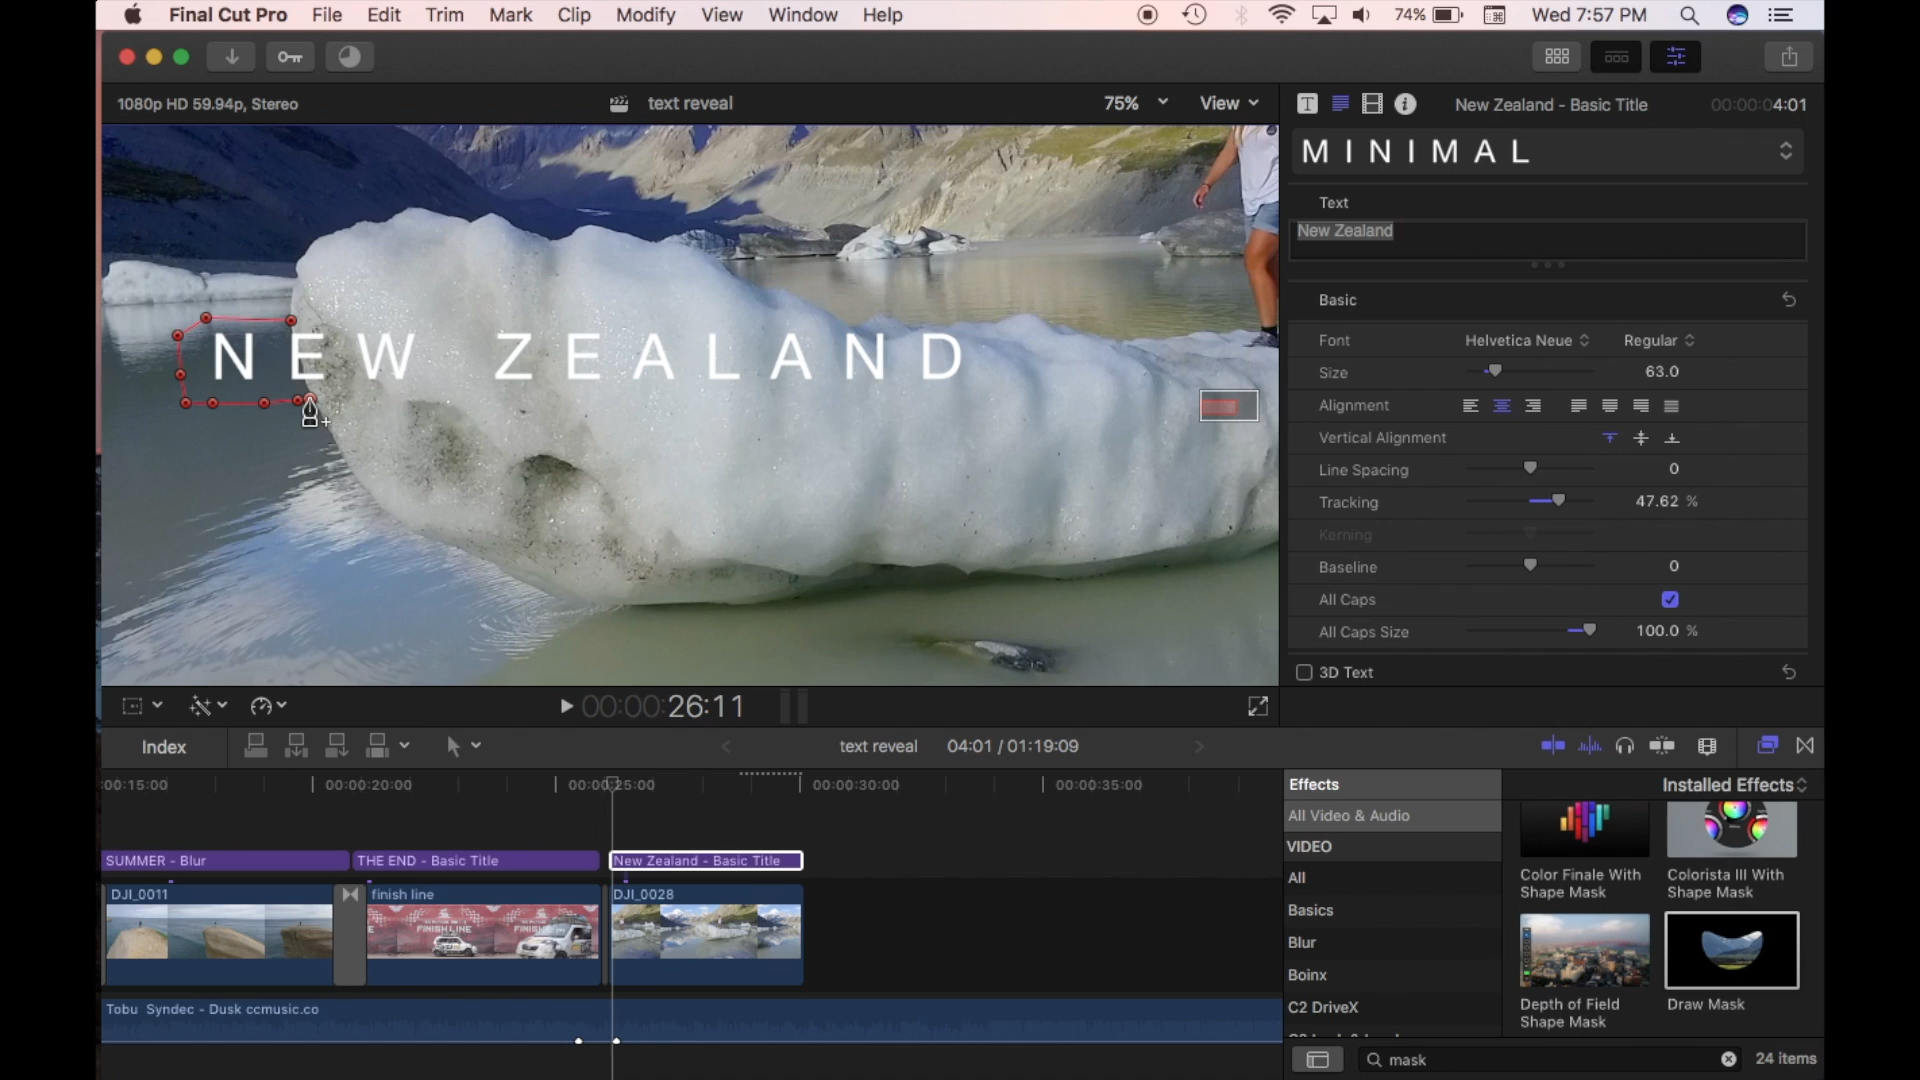 Final Cut Pro File Edit Trim Mark Clip Modify View Window Help 74% Wed 7:57 PM
1080p HD 59.94p, Stereo text reveal 75% View New Zealand - Basic Title 00:00:04:01
MINIMAL
Text
New Zealand
Basic
Font Helvetica Neue Regular
NEW ZEALAND
Size 63.0
Alignment
Vertical Alignment
Line Spacing 0
Tracking 47.62 %
Kerning
Baseline 0
All Caps
All Caps Size 100.0 %
3D Text
00:00:26:11
Index text reveal 04:01 / 01:19:09
:00:15:00 00:00:20:00 00:00:25:00 00:00:30:00 00:00:35:00
SUMMER - Blur THE END - Basic Title New Zealand - Basic Title
DJI_0011 finish line DJI_0028
FINISH LINE
Tobu Syndec - Dusk ccmusic.co
Effects Installed Effects
All Video & Audio
VIDEO
All
Basics
Blur
Boinx
C2 DriveX
Color Finale With
Shape Mask
Colorista III With
Shape Mask
Depth of Field
Shape Mask
Draw Mask
mask 24 items